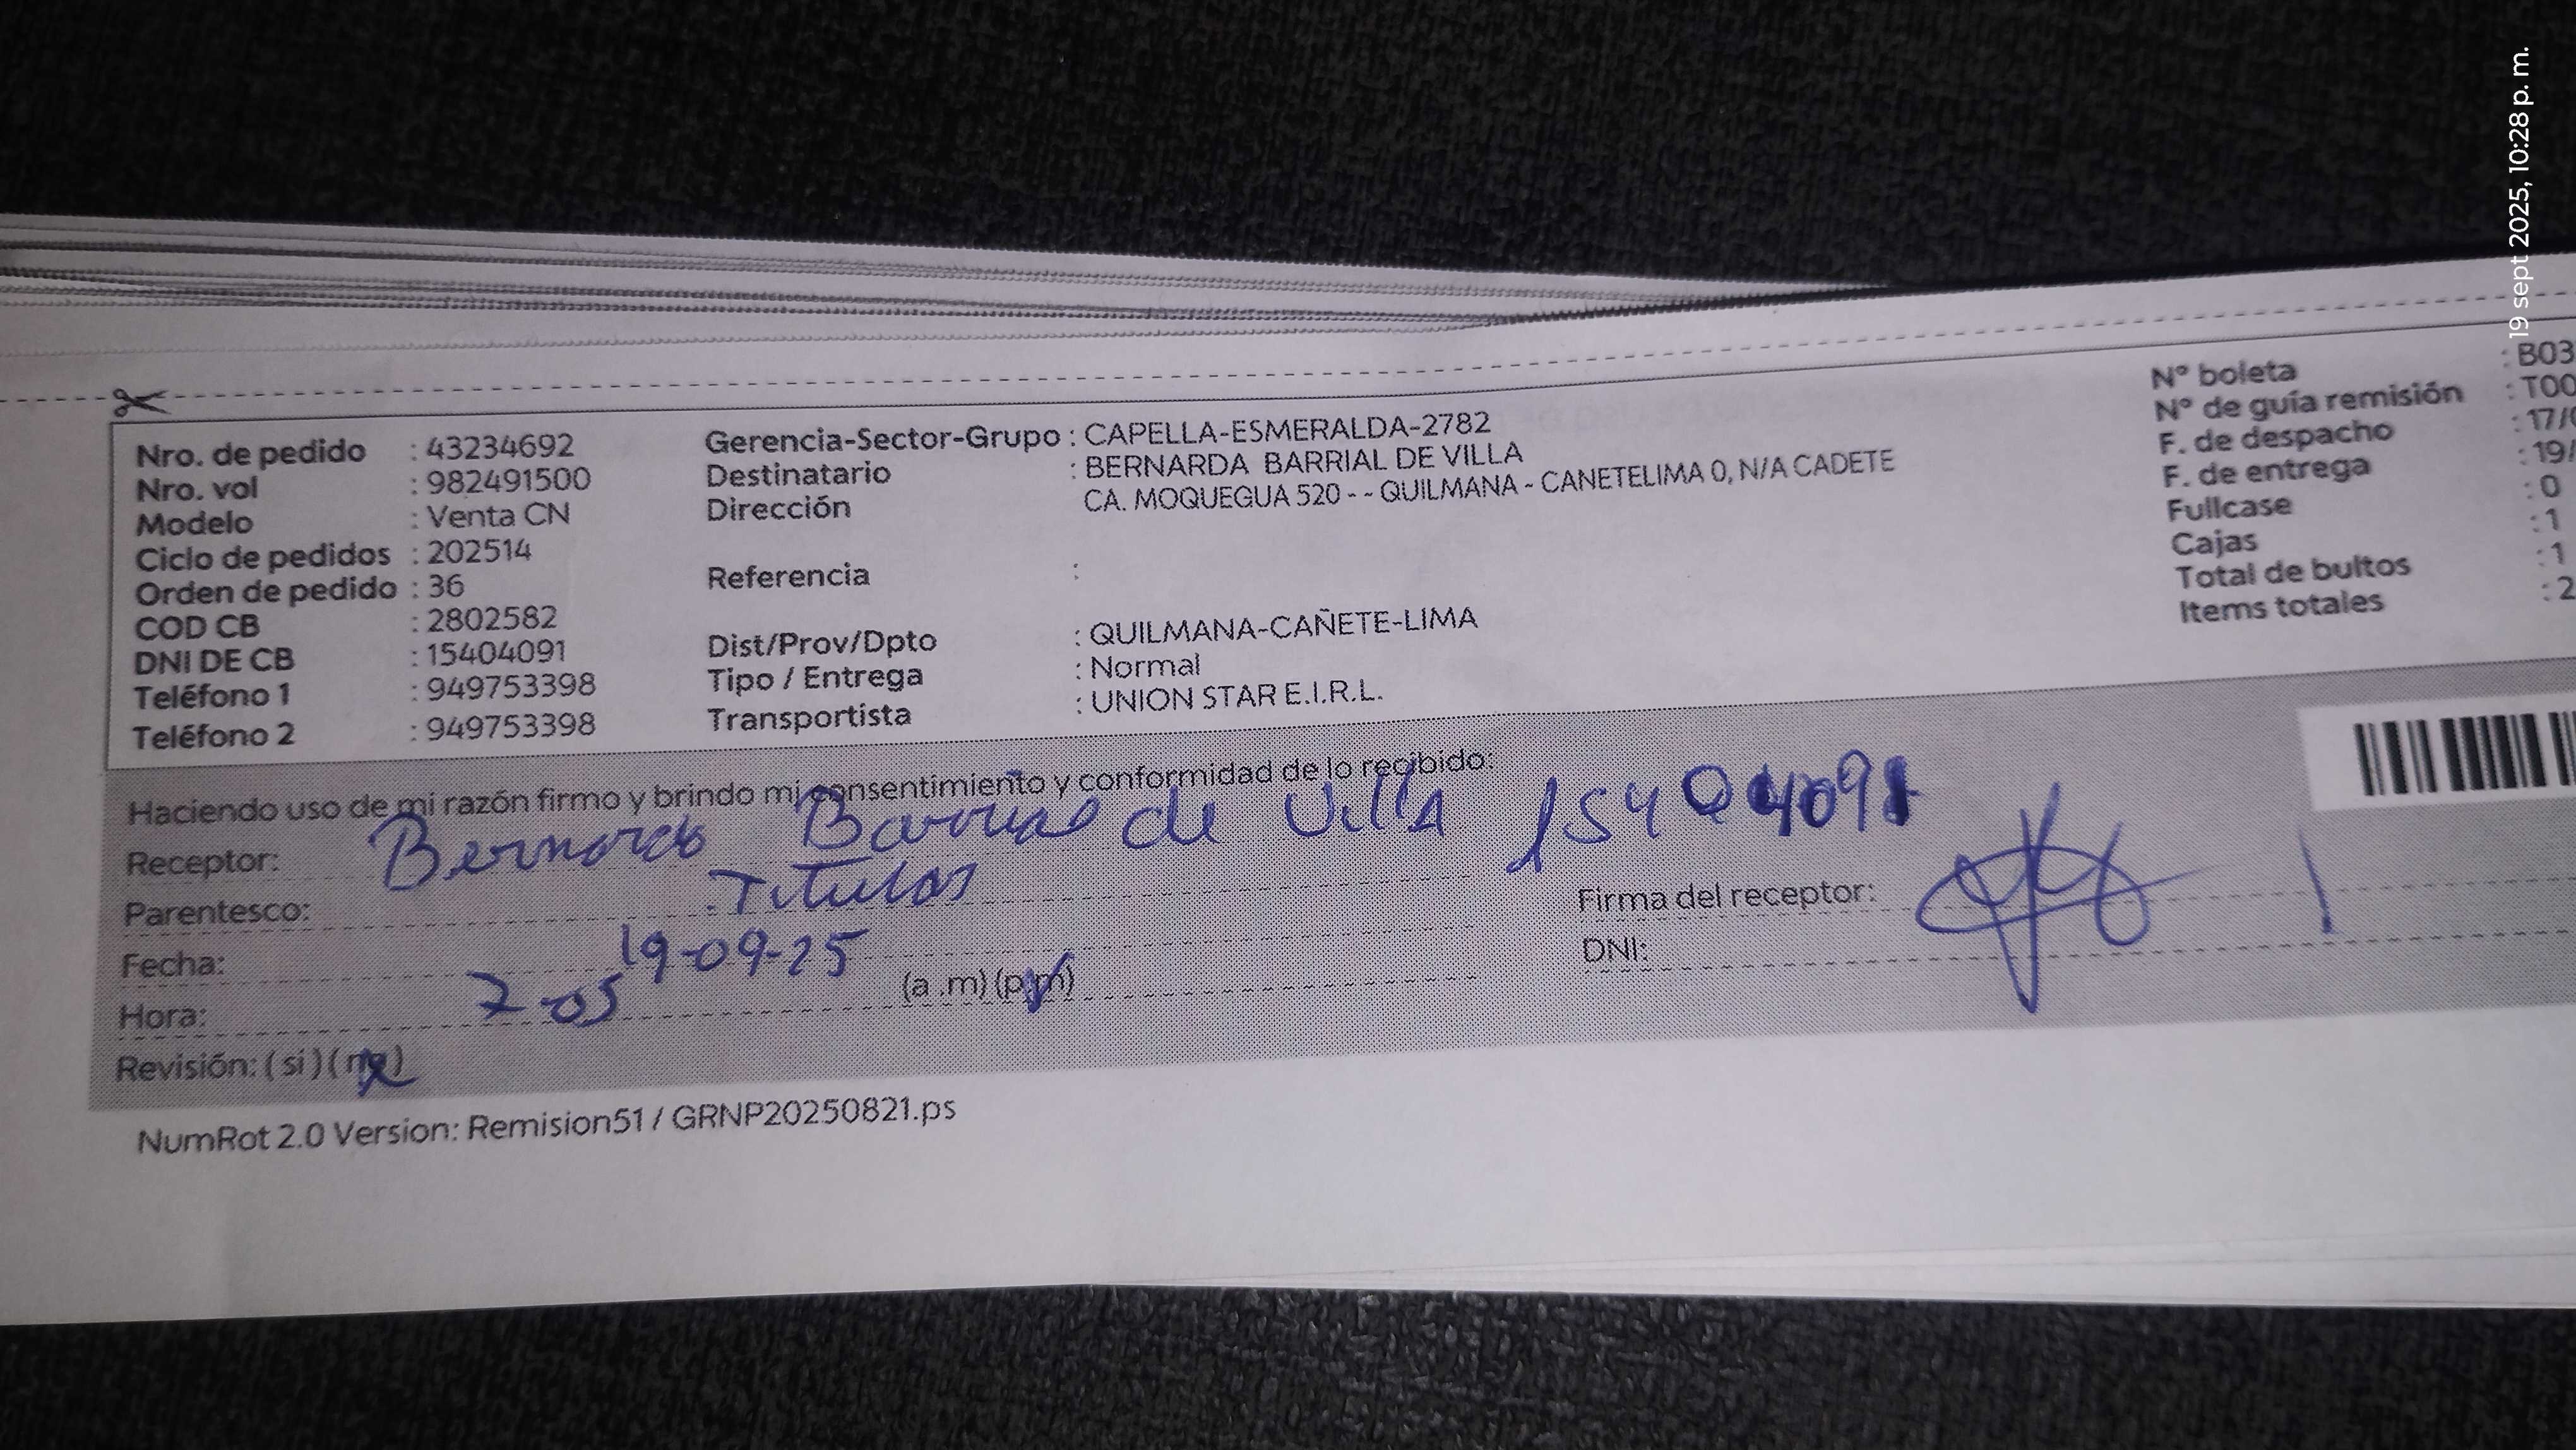 19 sept 2025, 10:28 p. m.
Nro. de pedido : 43234692
Nro. vol : 982491500
Modelo : Venta CN
Ciclo de pedidos : 202514
Orden de pedido : 36
COD CB : 2802582
DNI DE CB : 15404091
Teléfono 1 : 949753398
Teléfono 2 : 949753398
Gerencia-Sector-Grupo : CAPELLA-ESMERALDA-2782
Destinatario : BERNARDA BARRIAL DE VILLA
Dirección CA. MOQUEGUA 520 - - QUILMANA - CANETELIMA 0, N/A CADETE
Referencia :
Dist/Prov/Dpto : QUILMANA-CAÑETE-LIMA
Tipo / Entrega : Normal
Transportista : UNION STAR E.I.R.L.
N° boleta : B03
N° de guía remisión : T00
F. de despacho : 17/
F. de entrega : 19/
Fullcase : 0
Cajas : 1
Total de bultos : 1
Items totales : 2
Haciendo uso de mi razón firmo y brindo mi consentimiento y conformidad de lo recibido:
Receptor: Bernarda Barrial de Villa 15404091
Parentesco: Titular
Fecha: 19-09-25
Hora: 7-05 (a .m) (p.m)
Revisión: ( si ) ( no )
Firma del receptor:
DNI:
NumRot 2.0 Version: Remision51 / GRNP20250821.ps